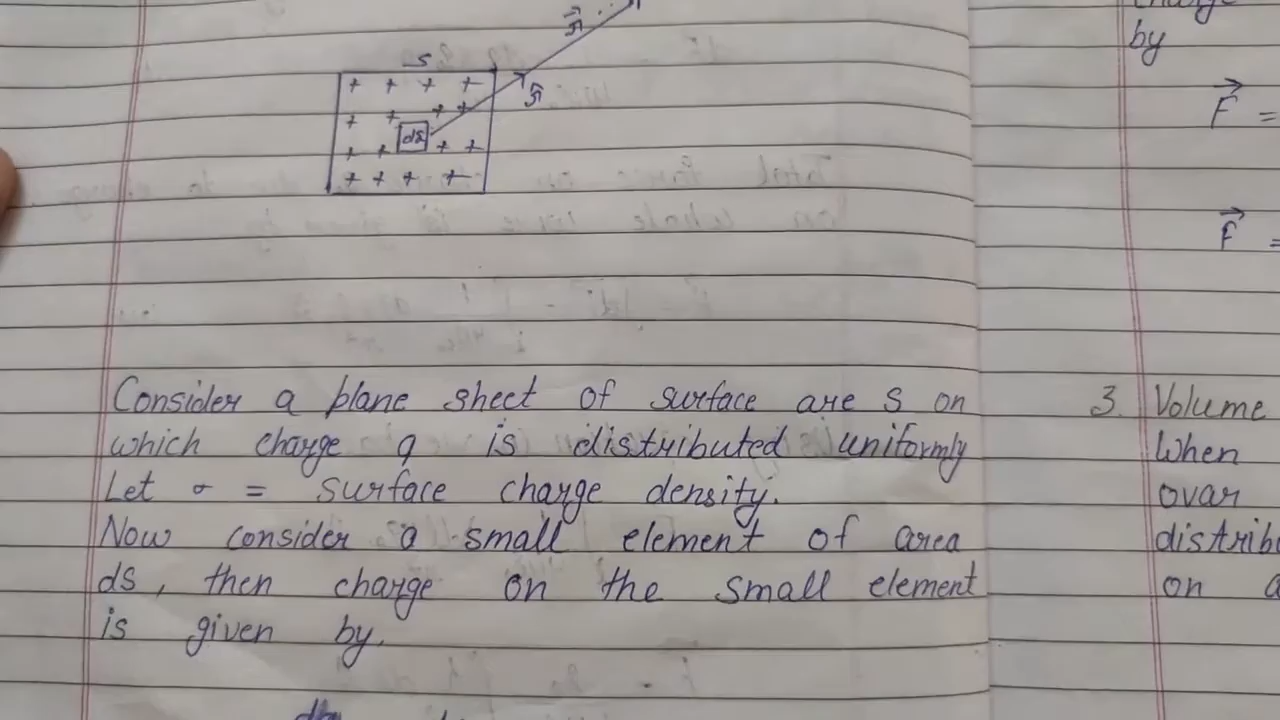 S
dS
Consider a plane sheet of surface are S on
which charge q is distributed uniformly
Let σ = surface charge density.
Now consider a small element of area
ds, then charge on the small element
is given by,
by
F =
F =
3. Volume
When
ovar
distrib
on a